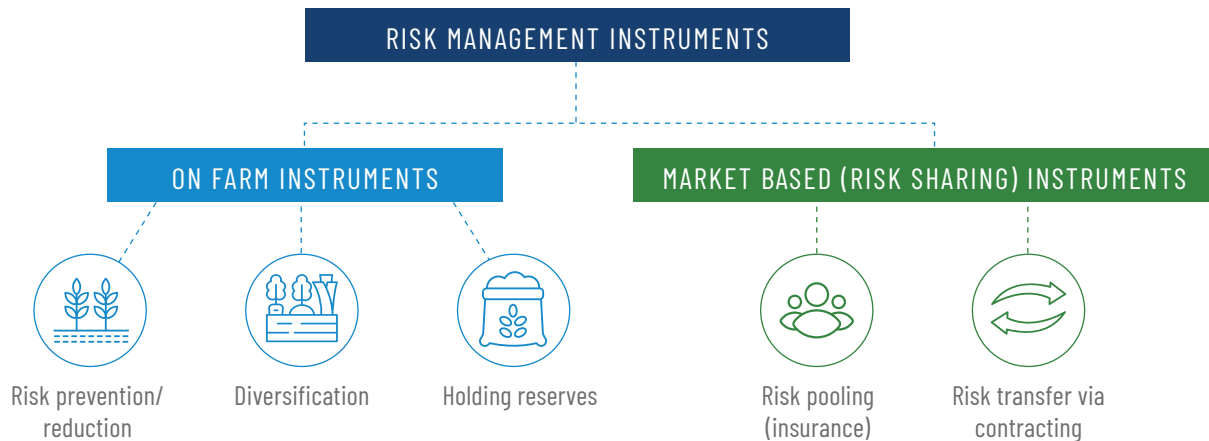 RISK MANAGEMENT INSTRUMENTS
ON FARM INSTRUMENTS
MARKET BASED (RISK SHARING) INSTRUMENTS
Risk prevention/
reduction
Diversification
Holding reserves
Risk pooling
(insurance)
Risk transfer via
contracting